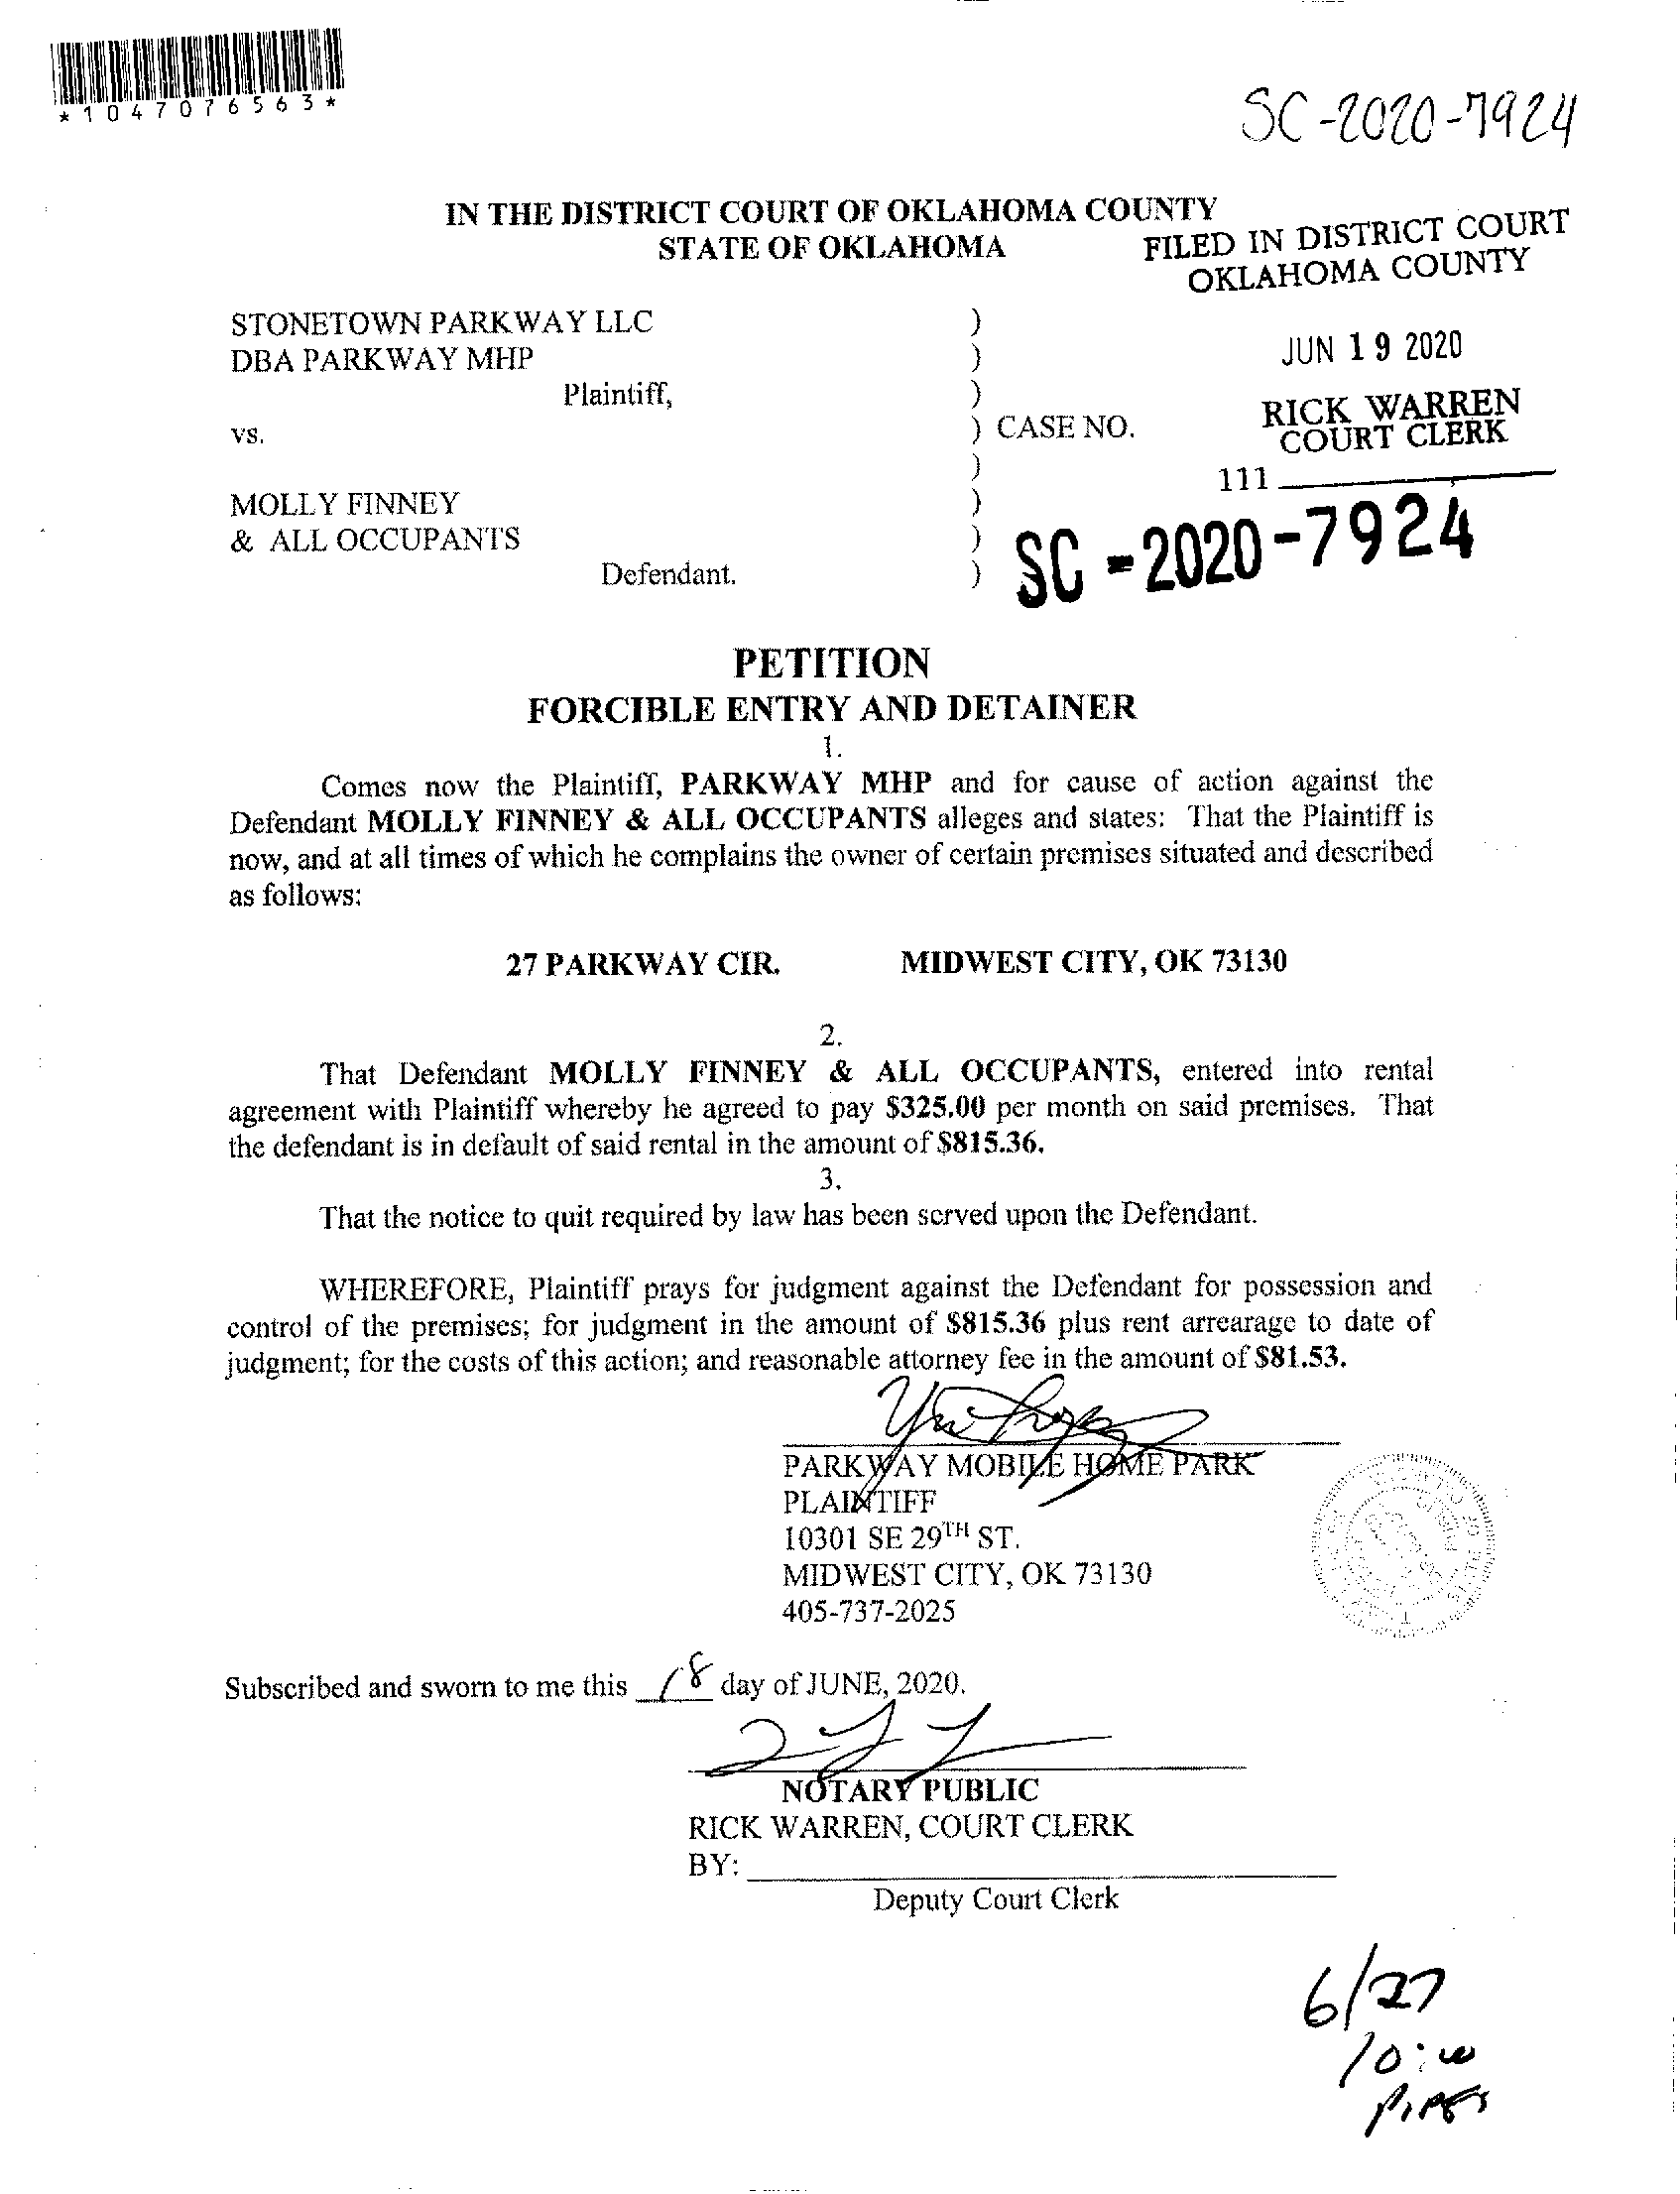 *1047076563*
SC-2020-7924
IN THE DISTRICT COURT OF OKLAHOMA COUNTY
STATE OF OKLAHOMA
FILED IN DISTRICT COURT
OKLAHOMA COUNTY
STONETOWN PARKWAY LLC )
DBA PARKWAY MHP )
JUN 19 2020
Plaintiff, )
RICK WARREN
COURT CLERK
vs. ) CASE NO.
)
111
MOLLY FINNEY )
& ALL OCCUPANTS )
SC-2020-7924
Defendant. )
PETITION
FORCIBLE ENTRY AND DETAINER
1.
Comes now the Plaintiff, PARKWAY MHP and for cause of action against the
Defendant MOLLY FINNEY & ALL OCCUPANTS alleges and states: That the Plaintiff is
now, and at all times of which he complains the owner of certain premises situated and described
as follows:
27 PARKWAY CIR. MIDWEST CITY, OK 73130
2.
That Defendant MOLLY FINNEY & ALL OCCUPANTS, entered into rental
agreement with Plaintiff whereby he agreed to pay $325.00 per month on said premises. That
the defendant is in default of said rental in the amount of $815.36.
3.
That the notice to quit required by law has been served upon the Defendant.
WHEREFORE, Plaintiff prays for judgment against the Defendant for possession and
control of the premises; for judgment in the amount of $815.36 plus rent arrearage to date of
judgment; for the costs of this action; and reasonable attorney fee in the amount of $81.53.
PARKWAY MOBILE HOME PARK
PLAINTIFF
10301 SE 29TH ST.
MIDWEST CITY, OK 73130
405-737-2025
Subscribed and sworn to me this 18 day of JUNE, 2020.
NOTARY PUBLIC
RICK WARREN, COURT CLERK
BY:
Deputy Court Clerk
6/27